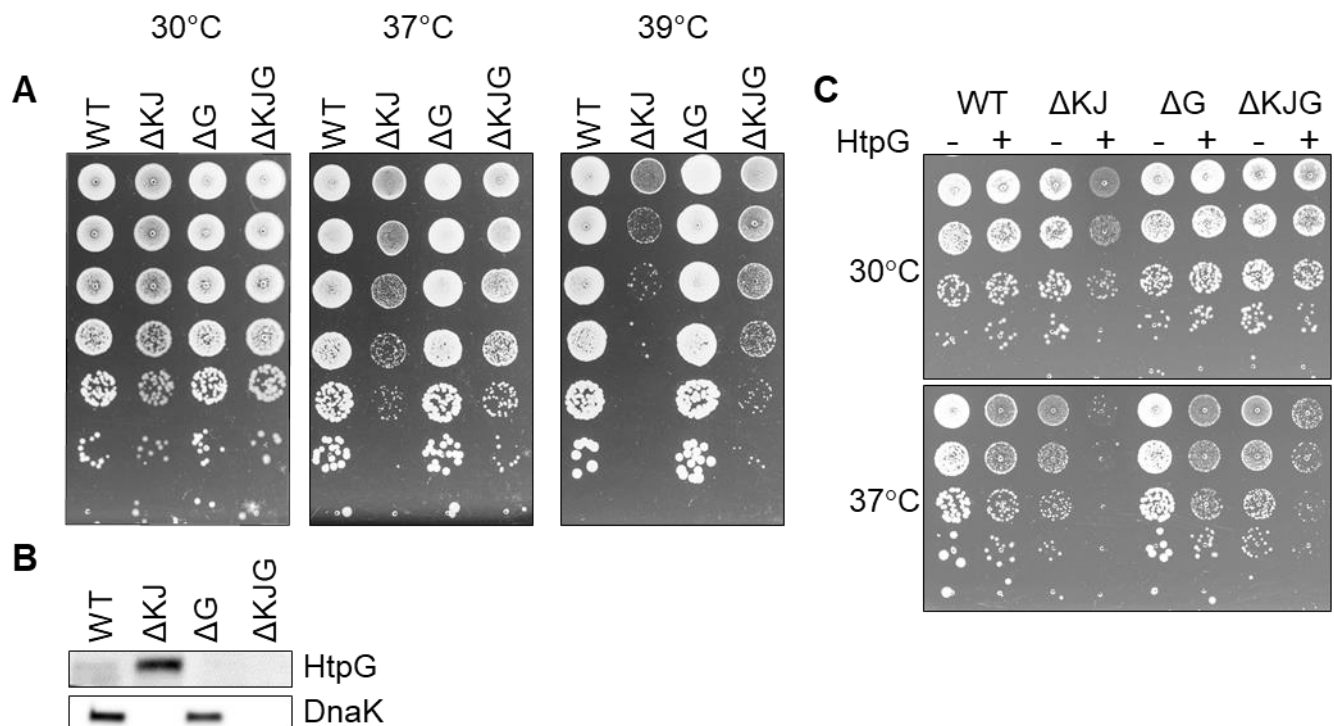 30°C 37°C 39°C
A
WT ΔKJ ΔG ΔKJG
WT ΔKJ ΔG ΔKJG
WT ΔKJ ΔG ΔKJG
B
WT ΔKJ ΔG ΔKJG
HtpG
DnaK
C
WT ΔKJ ΔG ΔKJG
HtpG - + - + - + - +
30°C
37°C